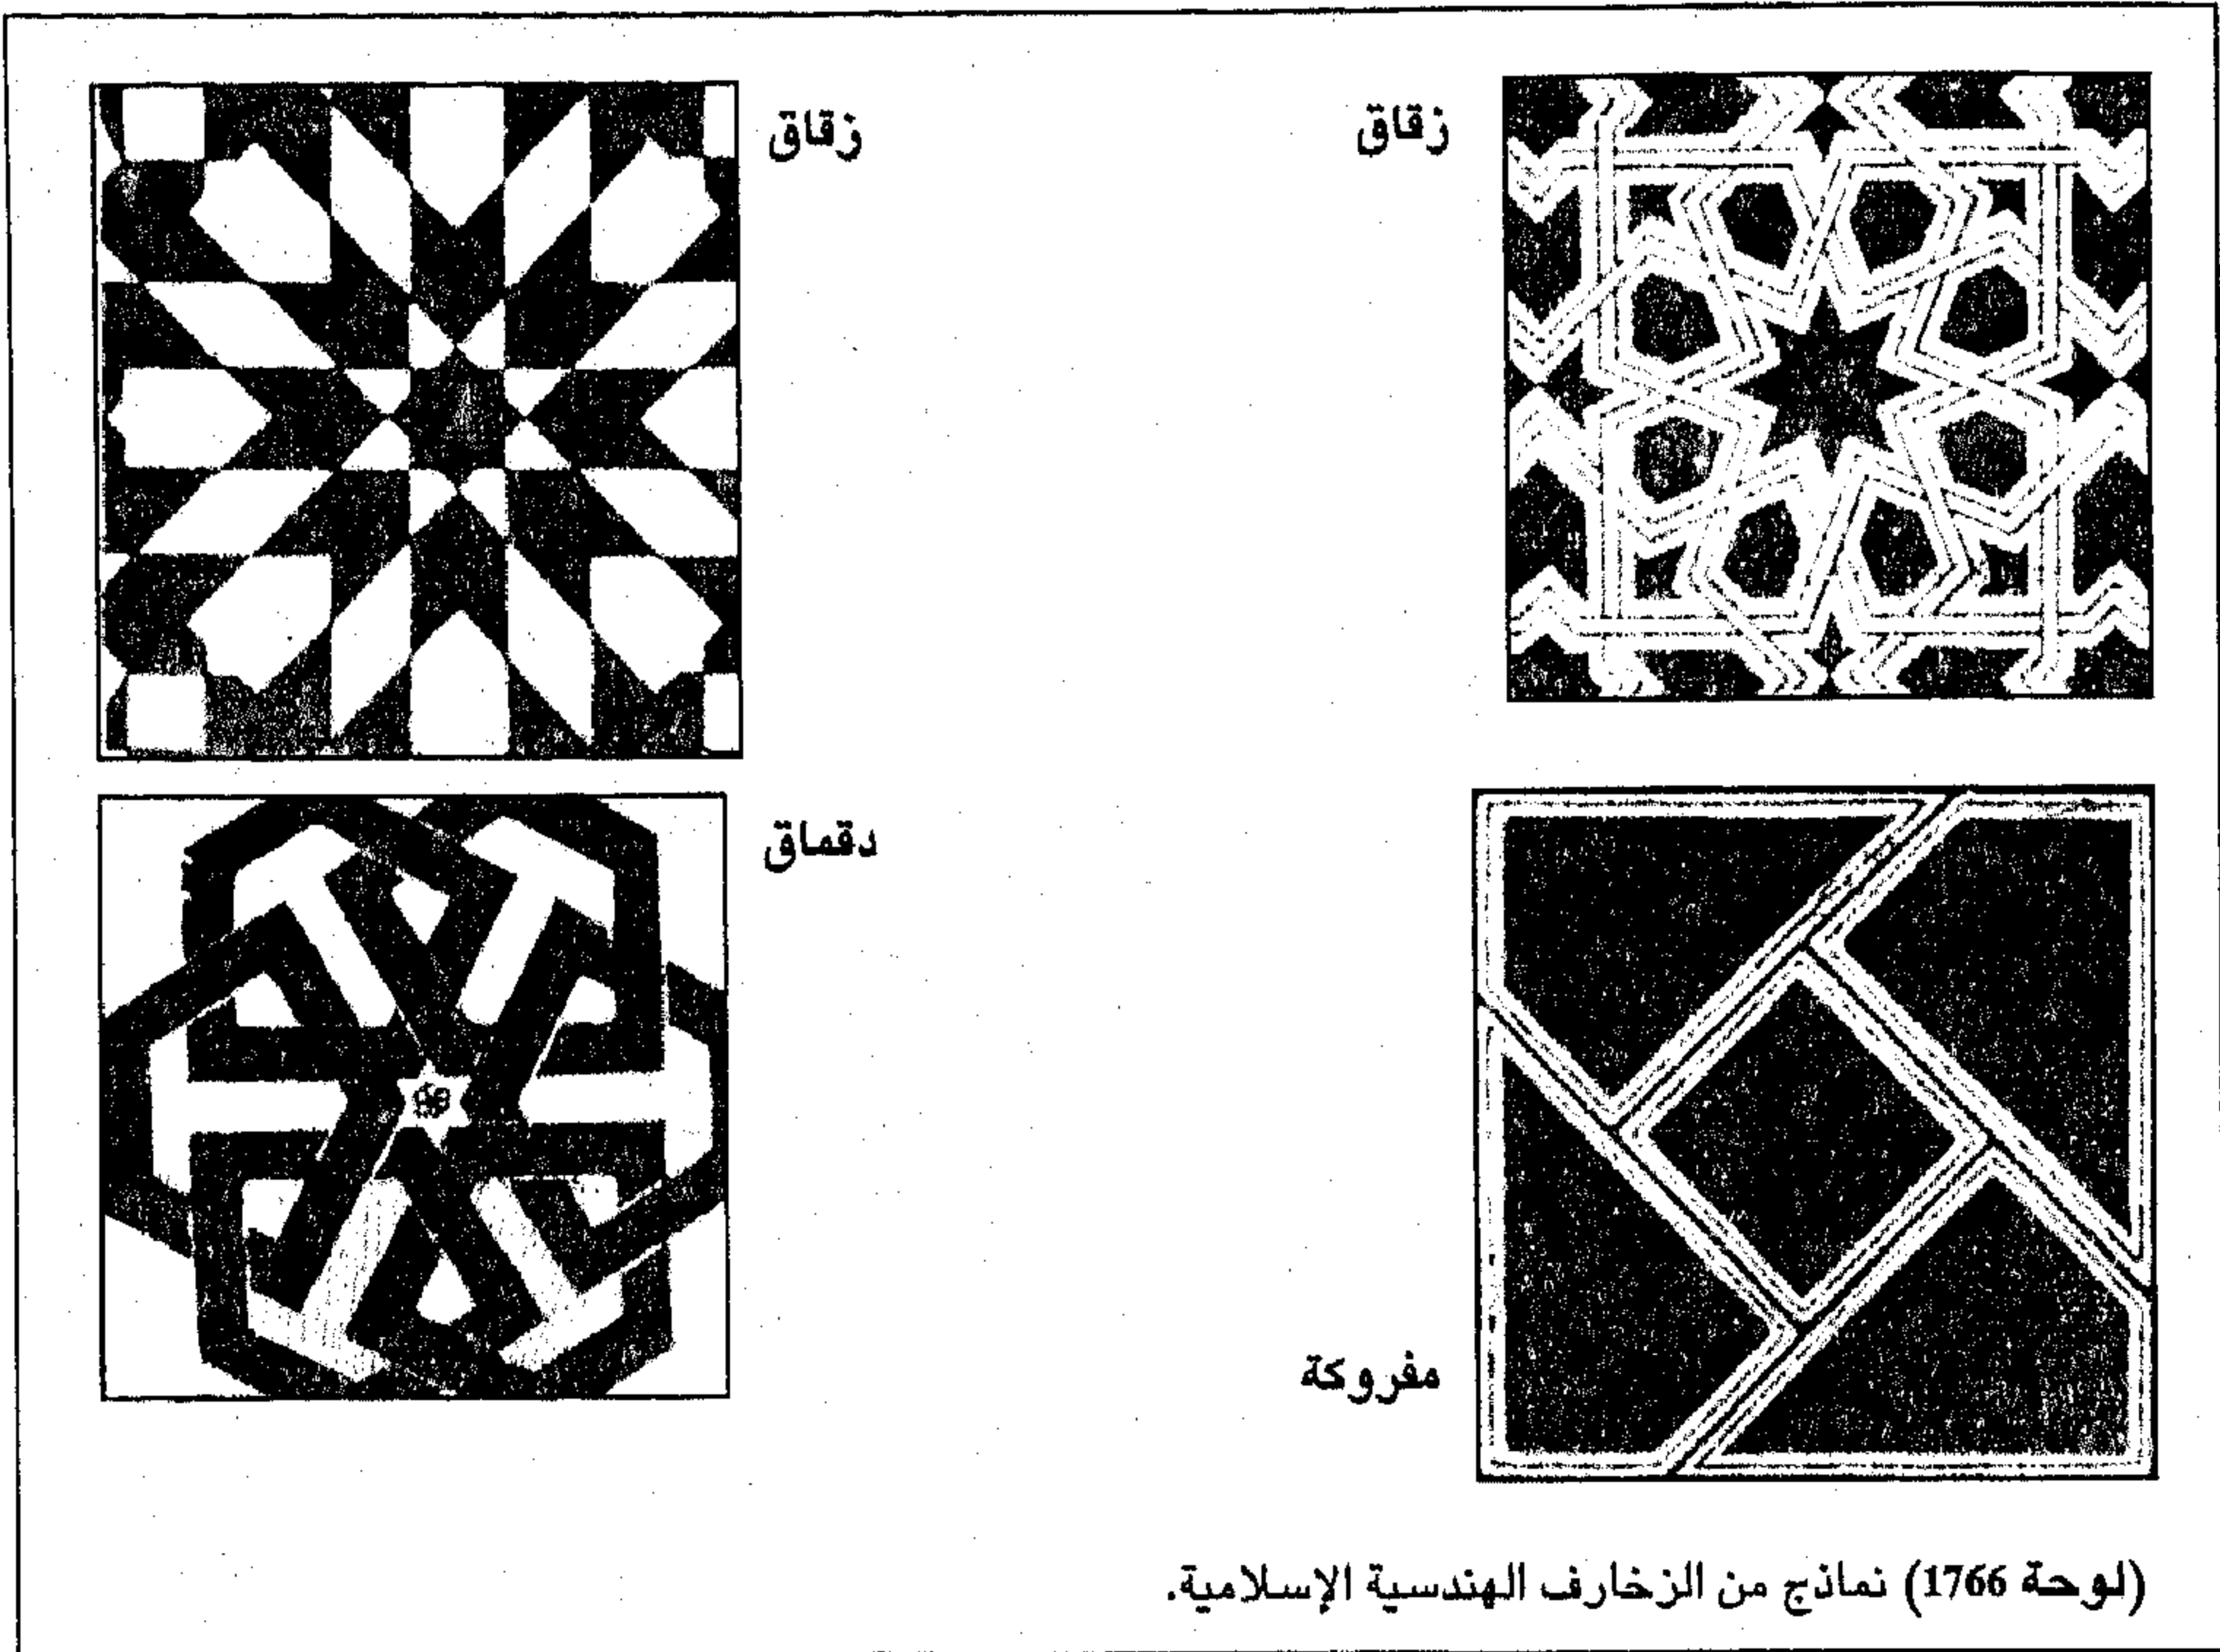 زقاق
زقاق
مفروكة
دقماق
(لوحة 1766) نماذج من الزخارف الهندسية الإسلامية.